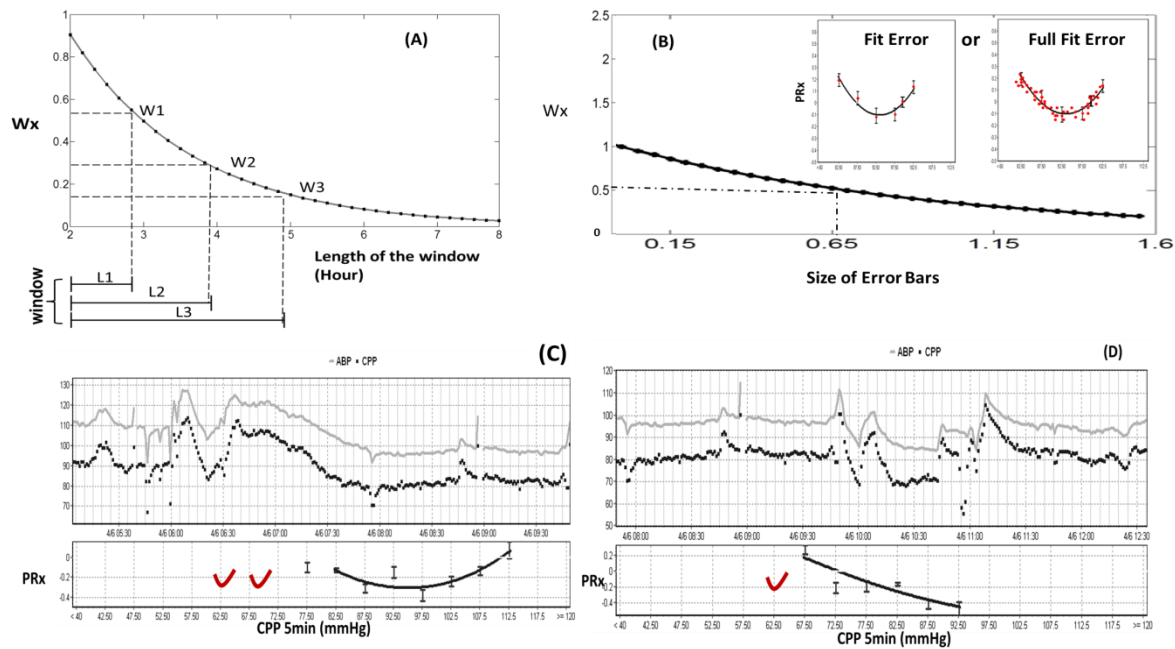 (A)
1
0.8
0.6
0.4
0.2
0
Wx
W1
W2
W3
2
3
4
5
6
7
8
Length of the window
(Hour)
window
L1
L2
L3
(B)
2.5
2
1.5
1
0.5
0
Wx
Fit Error or Full Fit Error
PRx
0.15
0.65
1.15
1.6
Size of Error Bars
(C)
ABP CPP
130
120
110
100
90
80
70
4/6 05:30 4/6 06:00 4/6 06:30 4/6 07:00 4/6 07:30 4/6 08:00 4/6 08:30 4/6 09:00 4/6 09:30
PRx
0
-0.2
-0.4
< 40 42.50 47.50 52.50 57.50 62.50 67.50 72.50 77.50 82.50 87.50 92.50 97.50 102.5 107.5 112.5 >= 120
CPP 5min (mmHg)
(D)
ABP CPP
120
110
100
90
80
70
60
50
4/6 08:00 4/6 08:30 4/6 09:00 4/6 09:30 4/6 10:00 4/6 10:30 4/6 11:00 4/6 11:30 4/6 12:00 4/6 12:30
PRx
0.2
0
-0.2
-0.4
< 40 42.50 47.50 52.50 57.50 62.50 67.50 72.50 77.50 82.50 87.50 92.50 97.50 102.5 107.5 112.5 >= 120
CPP 5min (mmHg)